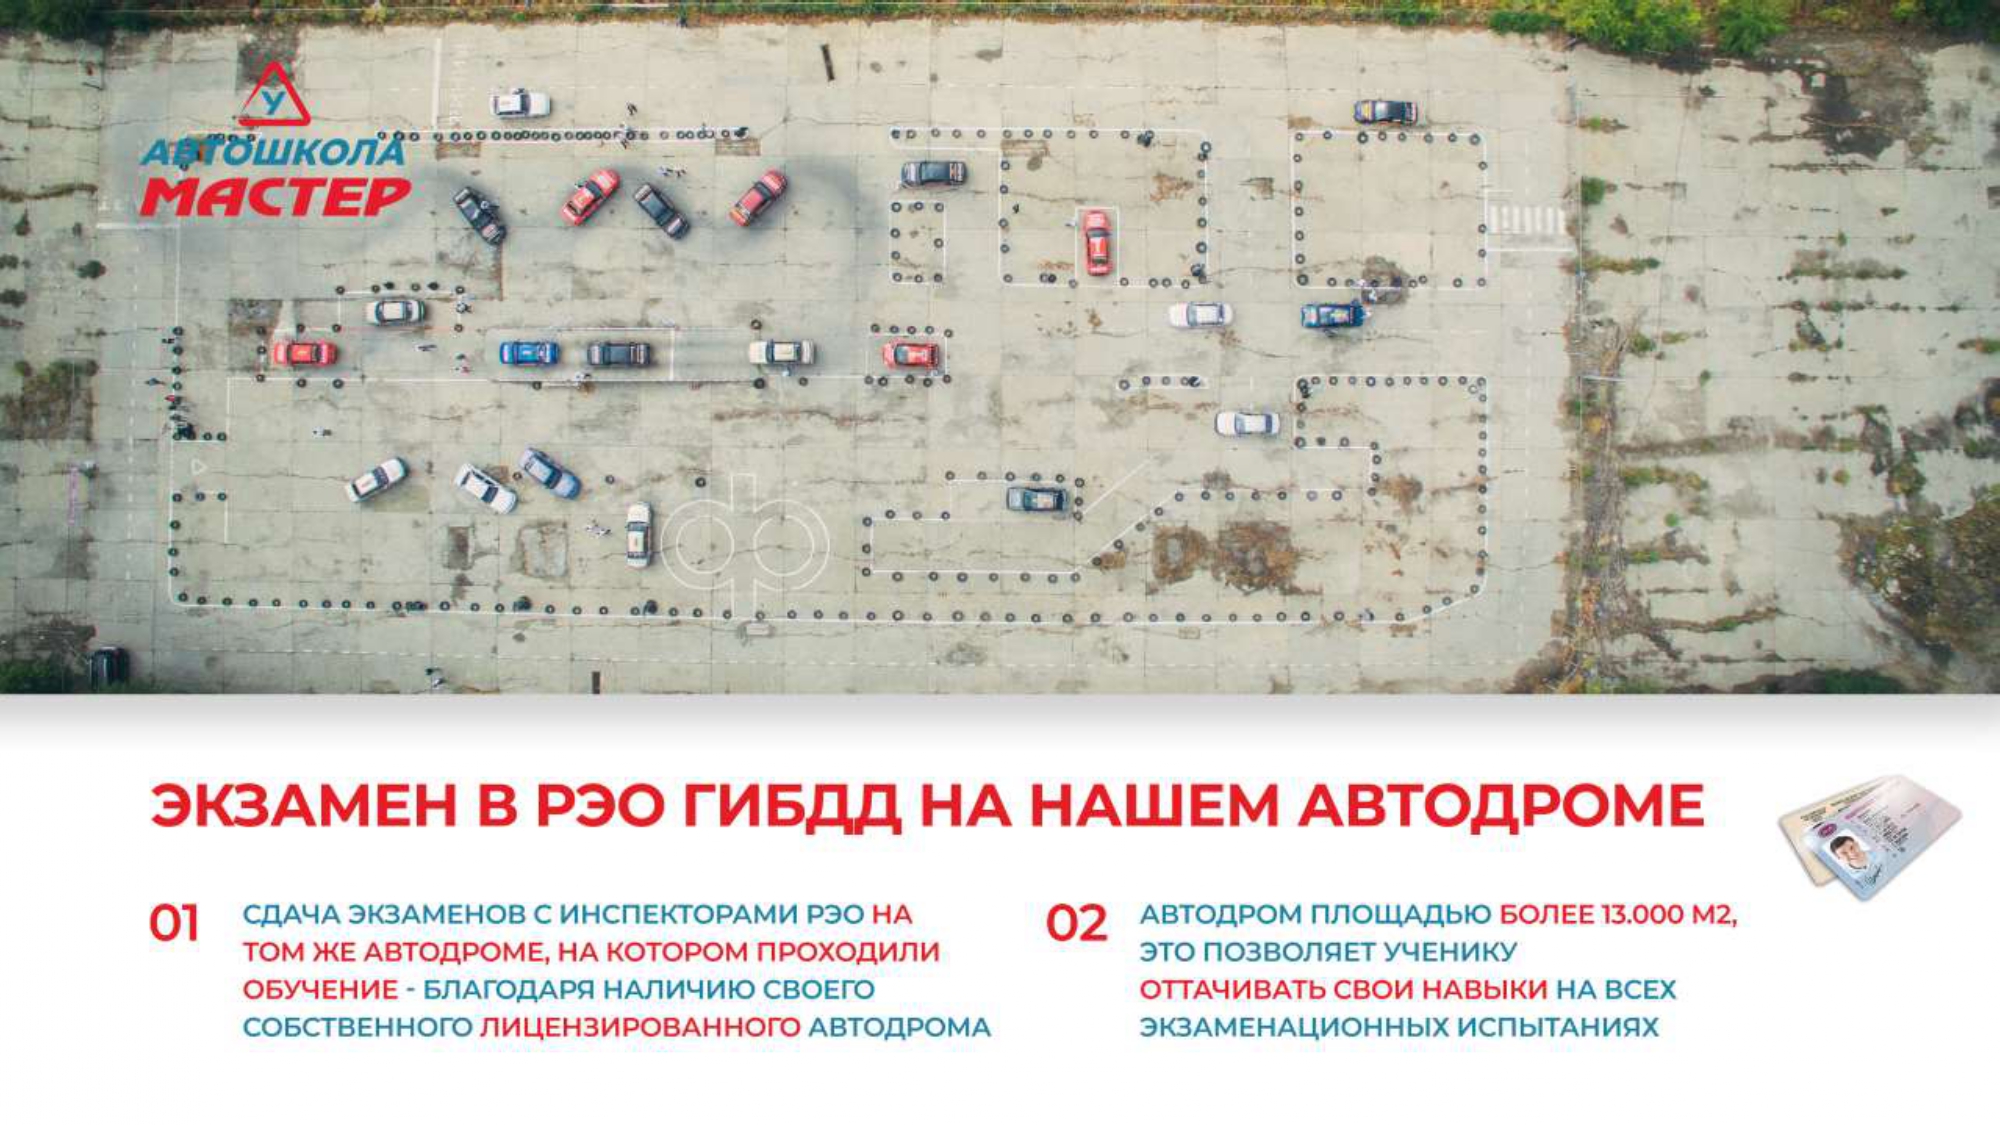 У
АВТОШКОЛА
МАСТЕР
ЭКЗАМЕН В РЭО ГИБДД НА НАШЕМ АВТОДРОМЕ
01
СДАЧА ЭКЗАМЕНОВ С ИНСПЕКТОРАМИ РЭО НА
ТОМ ЖЕ АВТОДРОМЕ, НА КОТОРОМ ПРОХОДИЛИ
ОБУЧЕНИЕ - БЛАГОДАРЯ НАЛИЧИЮ СВОЕГО
СОБСТВЕННОГО ЛИЦЕНЗИРОВАННОГО АВТОДРОМА
02
АВТОДРОМ ПЛОЩАДЬЮ БОЛЕЕ 13.000 М2,
ЭТО ПОЗВОЛЯЕТ УЧЕНИКУ
ОТТАЧИВАТЬ СВОИ НАВЫКИ НА ВСЕХ
ЭКЗАМЕНАЦИОННЫХ ИСПЫТАНИЯХ